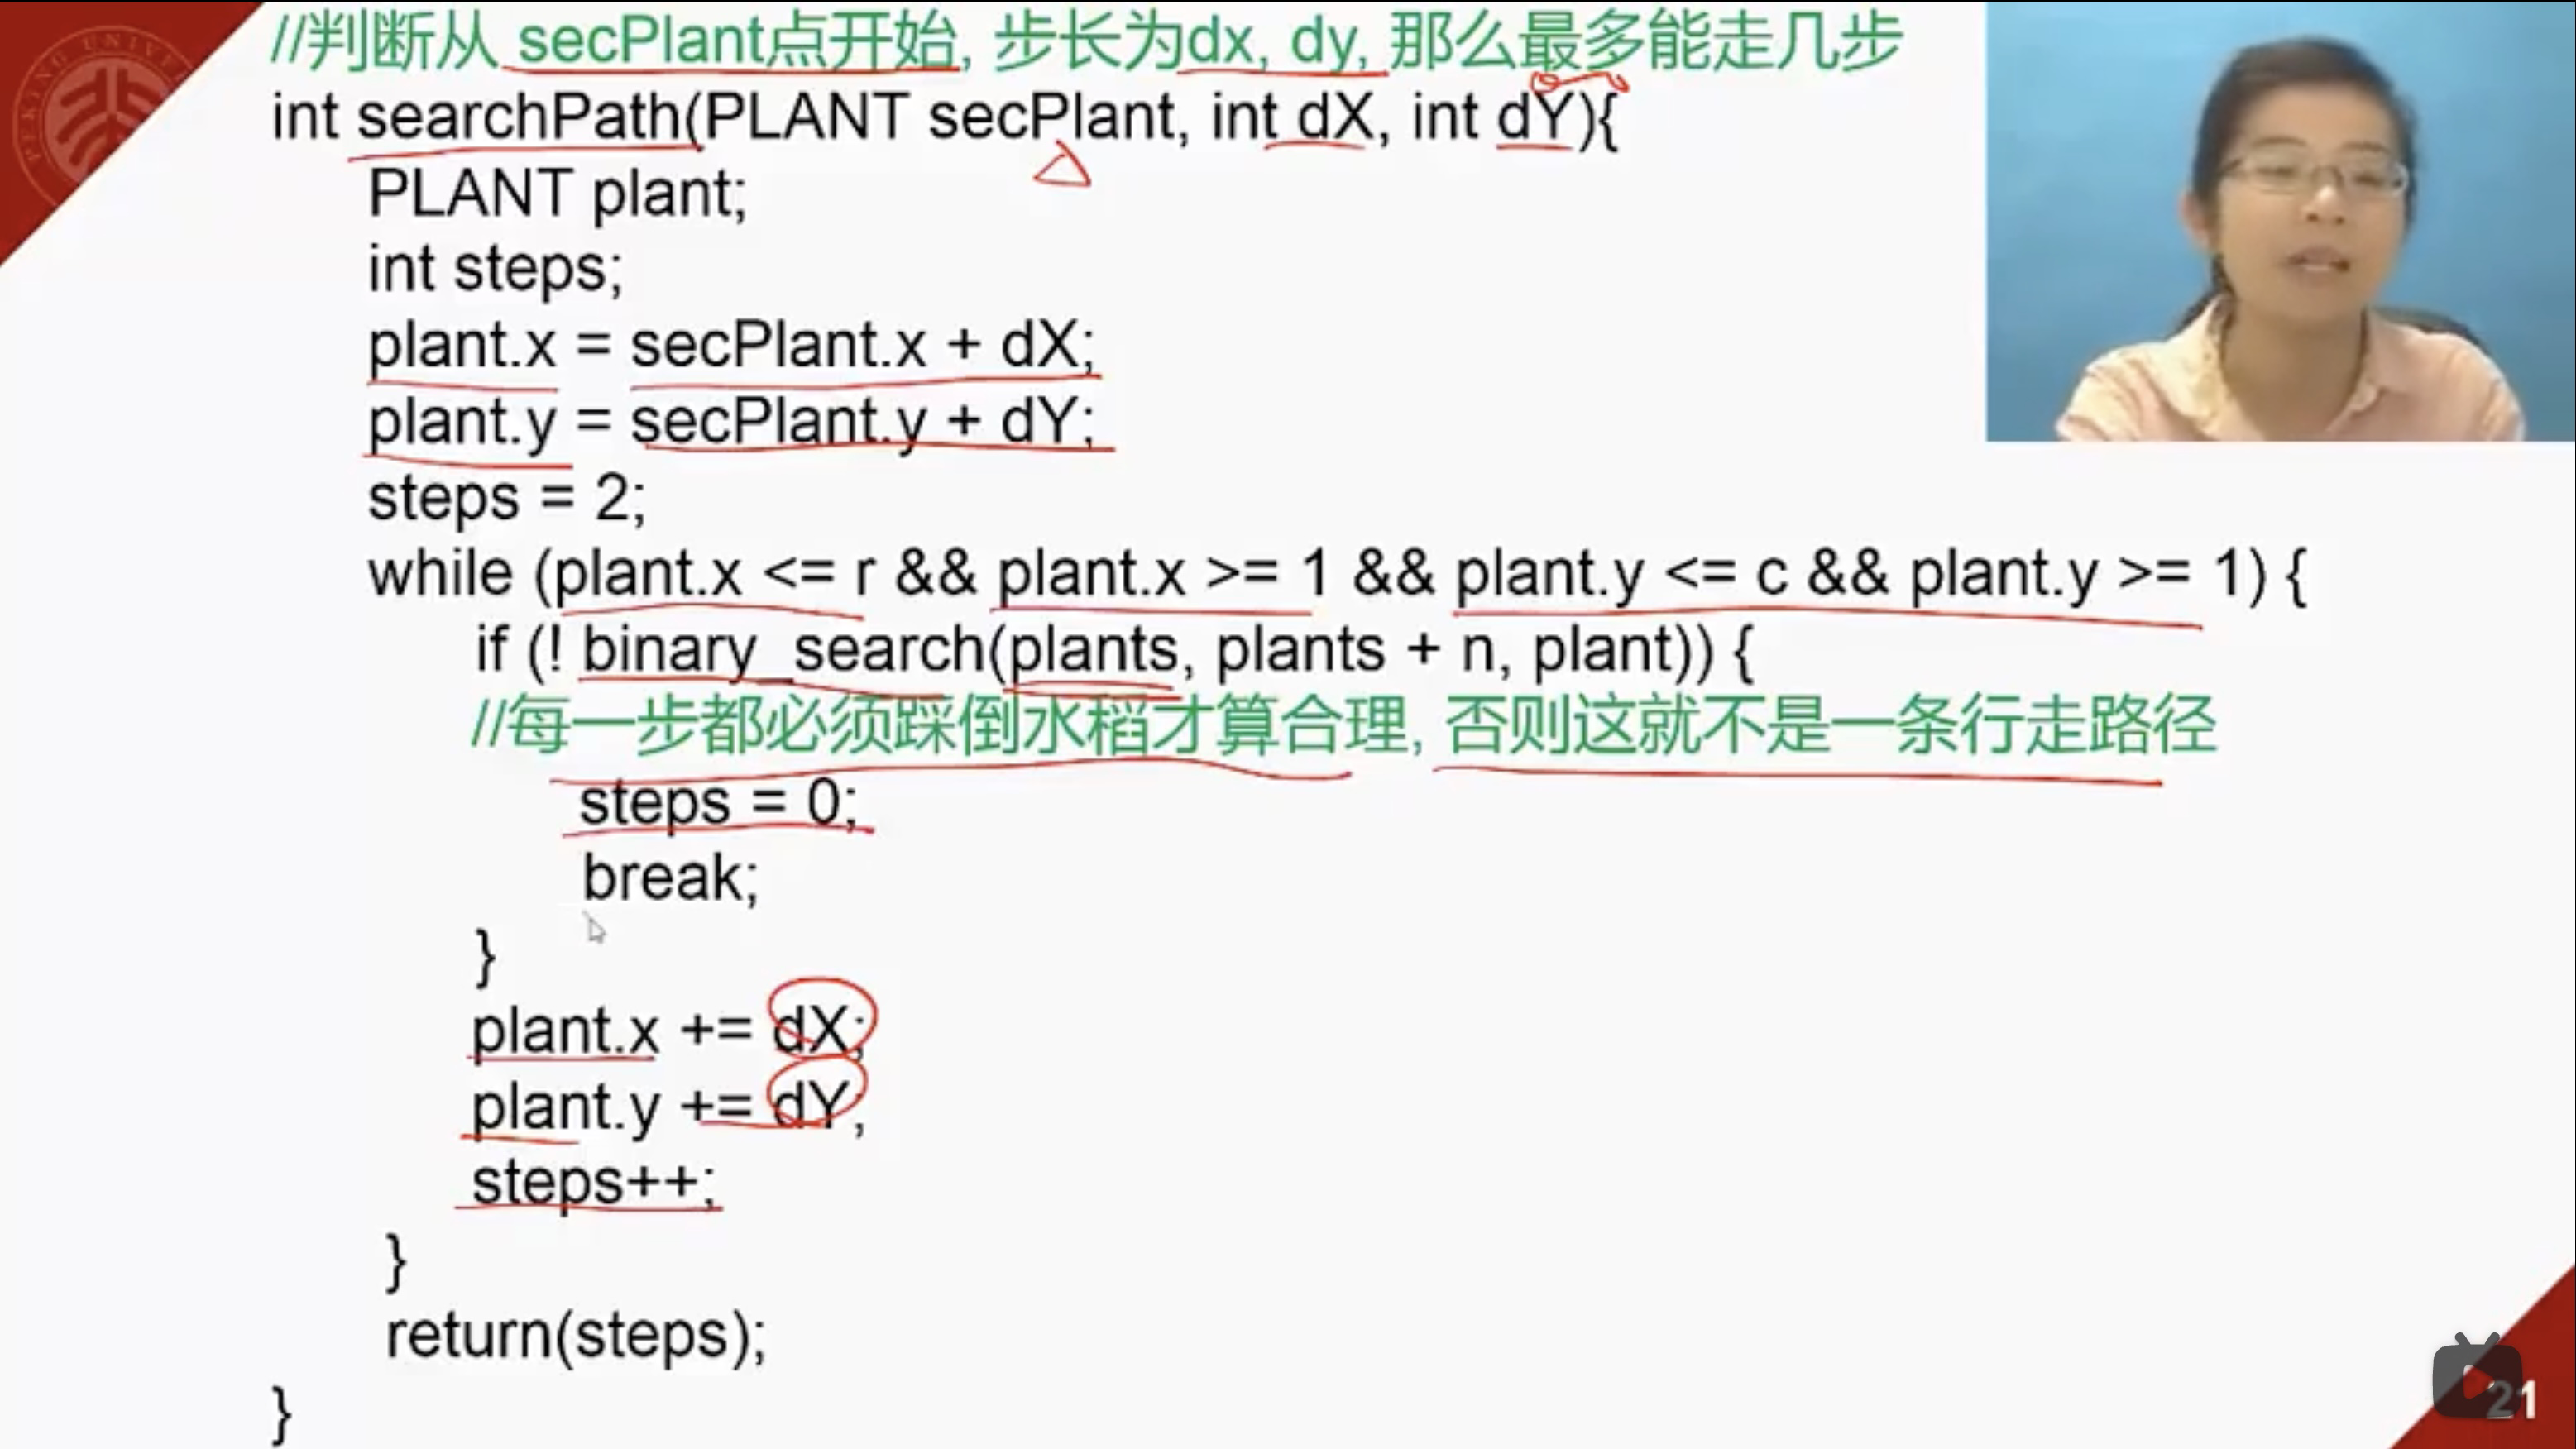 //判断从 secPlant点开始, 步长为dx, dy, 那么最多能走几步
int searchPath(PLANT secPlant, int dX, int dY){
PLANT plant;
int steps;
plant.x = secPlant.x + dX;
plant.y = secPlant.y + dY;
steps = 2;
while (plant.x <= r && plant.x >= 1 && plant.y <= c && plant.y >= 1) {
if (! binary_search(plants, plants + n, plant)) {
//每一步都必须踩倒水稻才算合理, 否则这就不是一条行走路径
steps = 0;
break;
}
plant.x += dX;
plant.y += dY;
steps++;
}
return(steps);
}
21